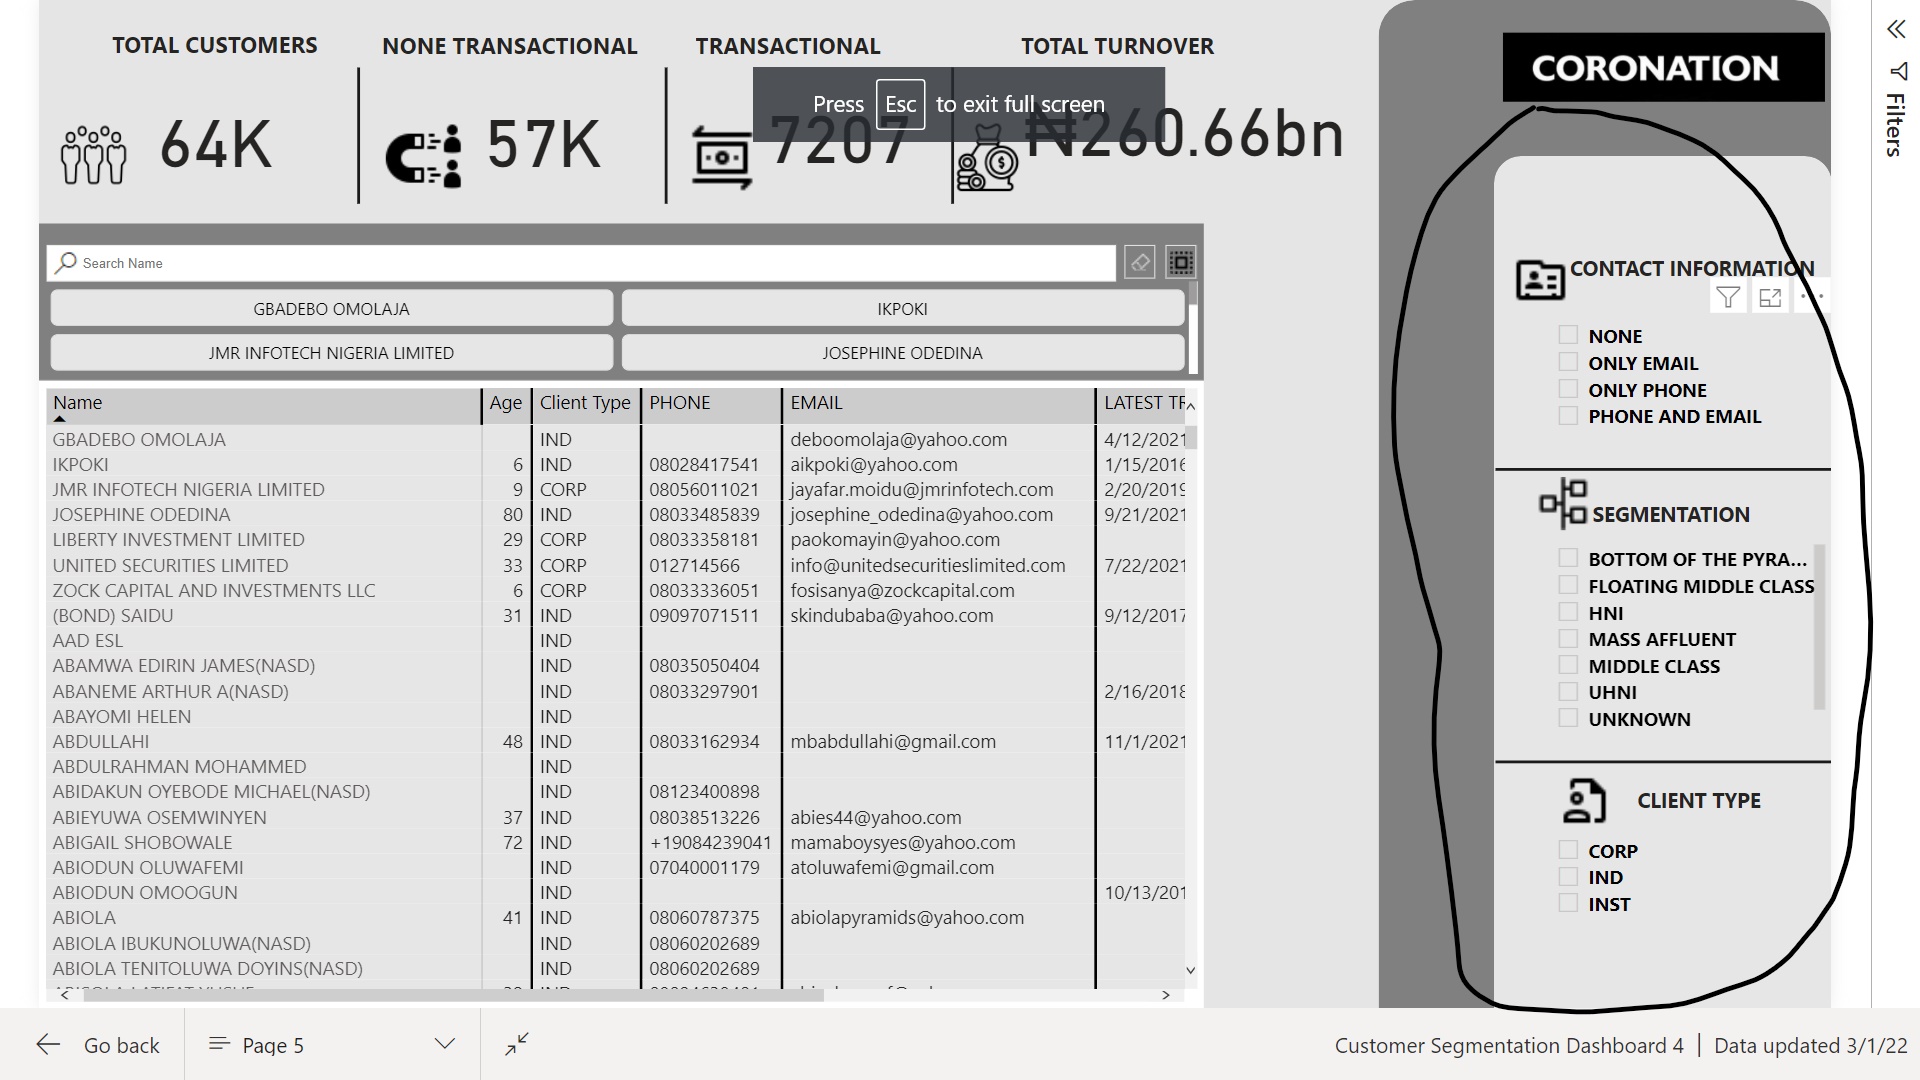 TOTAL CUSTOMERS
NONE TRANSACTIONAL
TRANSACTIONAL
TOTAL TURNOVER
64K
57K
7207
₦260.66bn
Press Esc to exit full screen
CORONATION
Filters
Search Name
GBADEBO OMOLAJA
IKPOKI
JMR INFOTECH NIGERIA LIMITED
JOSEPHINE ODEDINA
Name Age Client Type PHONE EMAIL LATEST TR
GBADEBO OMOLAJA IND deboomolaja@yahoo.com 4/12/2021
IKPOKI 6 IND 08028417541 aikpoki@yahoo.com 1/15/2016
JMR INFOTECH NIGERIA LIMITED 9 CORP 08056011021 jayafar.moidu@jmrinfotech.com 2/20/2019
JOSEPHINE ODEDINA 80 IND 08033485839 josephine_odedina@yahoo.com 9/21/2021
LIBERTY INVESTMENT LIMITED 29 CORP 08033358181 paokomayin@yahoo.com
UNITED SECURITIES LIMITED 33 CORP 012714566 info@unitedsecuritieslimited.com 7/22/2021
ZOCK CAPITAL AND INVESTMENTS LLC 6 CORP 08033336051 fosisanya@zockcapital.com
(BOND) SAIDU 31 IND 09097071511 skindubaba@yahoo.com 9/12/2017
AAD ESL IND
ABAMWA EDIRIN JAMES(NASD) IND 08035050404
ABANEME ARTHUR A(NASD) IND 08033297901 2/16/2018
ABAYOMI HELEN IND
ABDULLAHI 48 IND 08033162934 mbabdullahi@gmail.com 11/1/2021
ABDULRAHMAN MOHAMMED IND
ABIDAKUN OYEBODE MICHAEL(NASD) IND 08123400898
ABIEYUWA OSEMWINYEN 37 IND 08038513226 abies44@yahoo.com
ABIGAIL SHOBOWALE 72 IND +19084239041 mamaboysyes@yahoo.com
ABIODUN OLUWAFEMI IND 07040001179 atoluwafemi@gmail.com
ABIODUN OMOOGUN IND 10/13/201
ABIOLA 41 IND 08060787375 abiolapyramids@yahoo.com
ABIOLA IBUKUNOLUWA(NASD) IND 08060202689
ABIOLA TENITOLUWA DOYINS(NASD) IND 08060202689
CONTACT INFORMATION
NONE
ONLY EMAIL
ONLY PHONE
PHONE AND EMAIL
SEGMENTATION
BOTTOM OF THE PYRA...
FLOATING MIDDLE CLASS
HNI
MASS AFFLUENT
MIDDLE CLASS
UHNI
UNKNOWN
CLIENT TYPE
CORP
IND
INST
Go back
Page 5
Customer Segmentation Dashboard 4 | Data updated 3/1/22